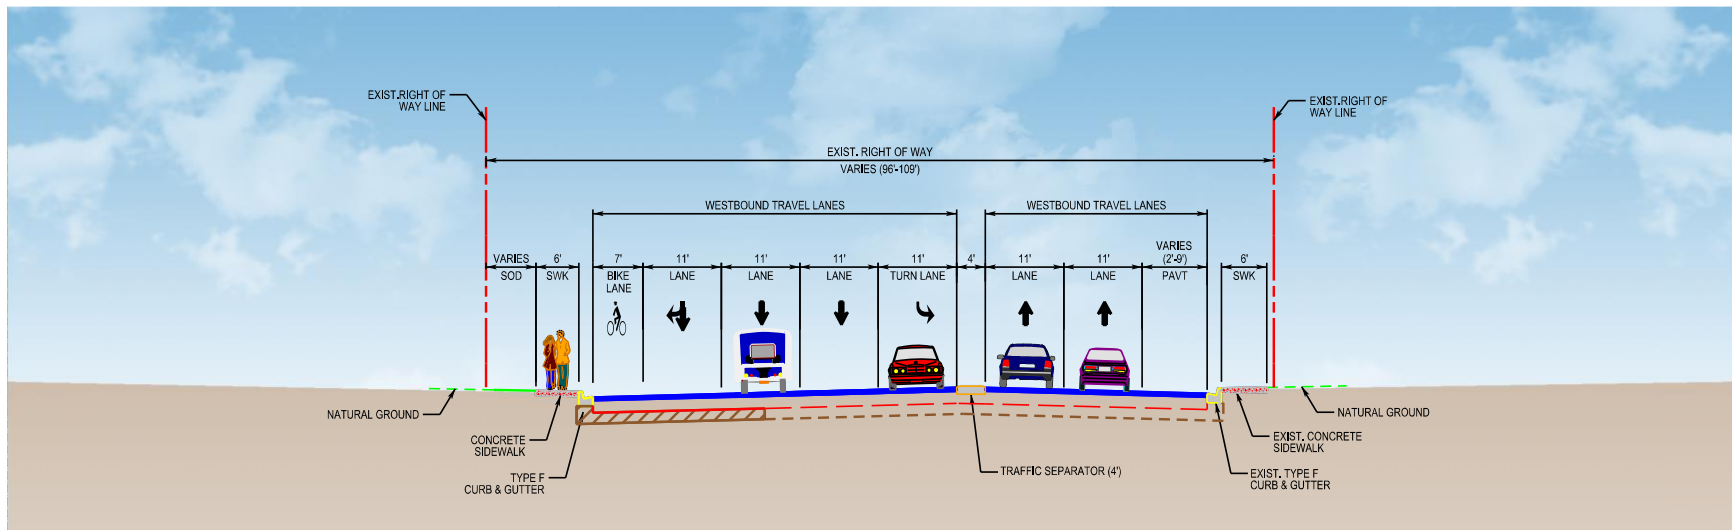 EXIST.RIGHT OF
WAY LINE
EXIST.RIGHT OF
WAY LINE
EXIST. RIGHT OF WAY
VARIES (96'-109')
WESTBOUND TRAVEL LANES
WESTBOUND TRAVEL LANES
VARIES
SOD
6'
SWK
7'
BIKE
LANE
11'
LANE
11'
LANE
11'
LANE
11'
TURN LANE
4'
11'
LANE
11'
LANE
VARIES
(2'-9')
PAVT
6'
SWK
NATURAL GROUND
CONCRETE
SIDEWALK
TYPE F
CURB & GUTTER
TRAFFIC SEPARATOR (4')
NATURAL GROUND
EXIST. CONCRETE
SIDEWALK
EXIST. TYPE F
CURB & GUTTER